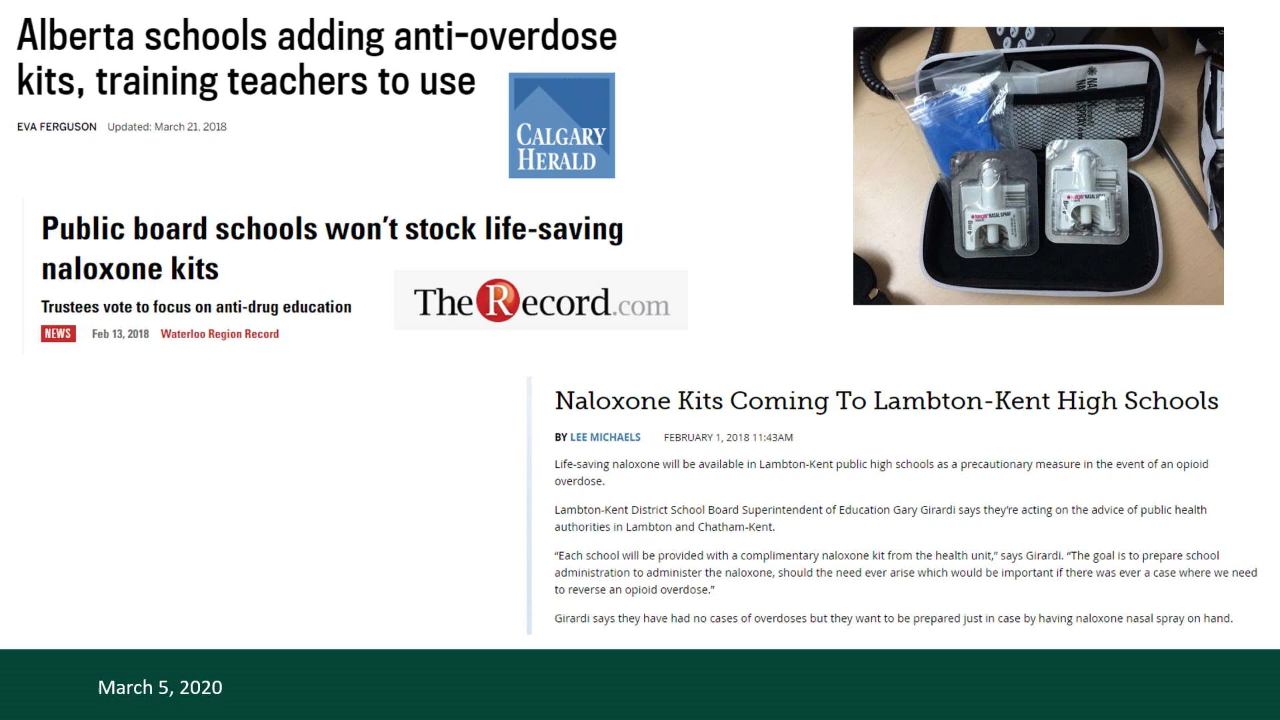 Alberta schools adding anti-overdose
kits, training teachers to use
EVA FERGUSON Updated: March 21, 2018
CALGARY
HERALD
Public board schools won't stock life-saving
naloxone kits
Trustees vote to focus on anti-drug education
NEWS Feb 13, 2018 Waterloo Region Record
TheRecord.com
NASAL SPRAY
4 mg
NASAL SPRAY
Naloxone Kits Coming To Lambton-Kent High Schools
BY LEE MICHAELS FEBRUARY 1, 2018 11:43AM
Life-saving naloxone will be available in Lambton-Kent public high schools as a precautionary measure in the event of an opioid
overdose.
Lambton-Kent District School Board Superintendent of Education Gary Girardi says they're acting on the advice of public health
authorities in Lambton and Chatham-Kent.
“Each school will be provided with a complimentary naloxone kit from the health unit,” says Girardi. “The goal is to prepare school
administration to administer the naloxone, should the need ever arise which would be important if there was ever a case where we need
to reverse an opioid overdose.”
Girardi says they have had no cases of overdoses but they want to be prepared just in case by having naloxone nasal spray on hand.
March 5, 2020